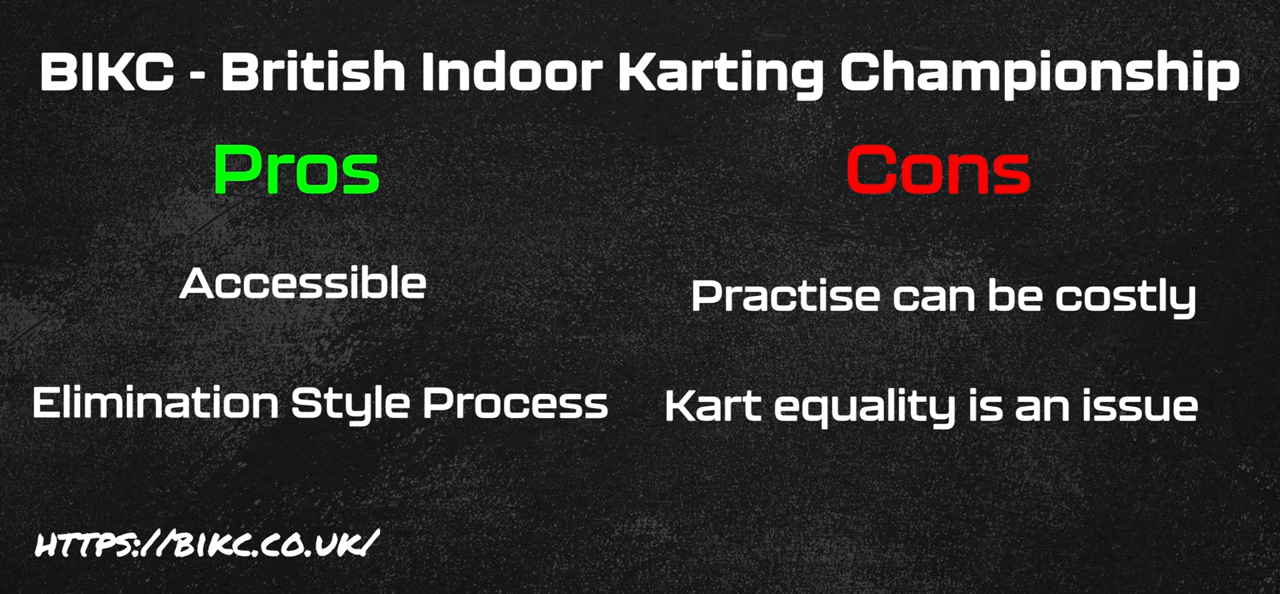 BIKC - British Indoor Karting Championship
Pros
Accessible
Elimination Style Process
Cons
Practise can be costly
Kart equality is an issue
HTTPS://BIKC.CO.UK/